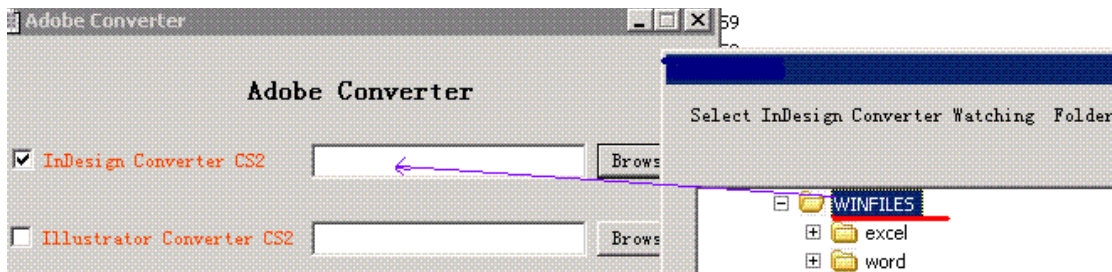 Adobe Converter
59
Adobe Converter
Select InDesign Converter Watching Folder
InDesign Converter CS2
Brows
WINFILES
excel
Illustrator Converter CS2
Brows
word